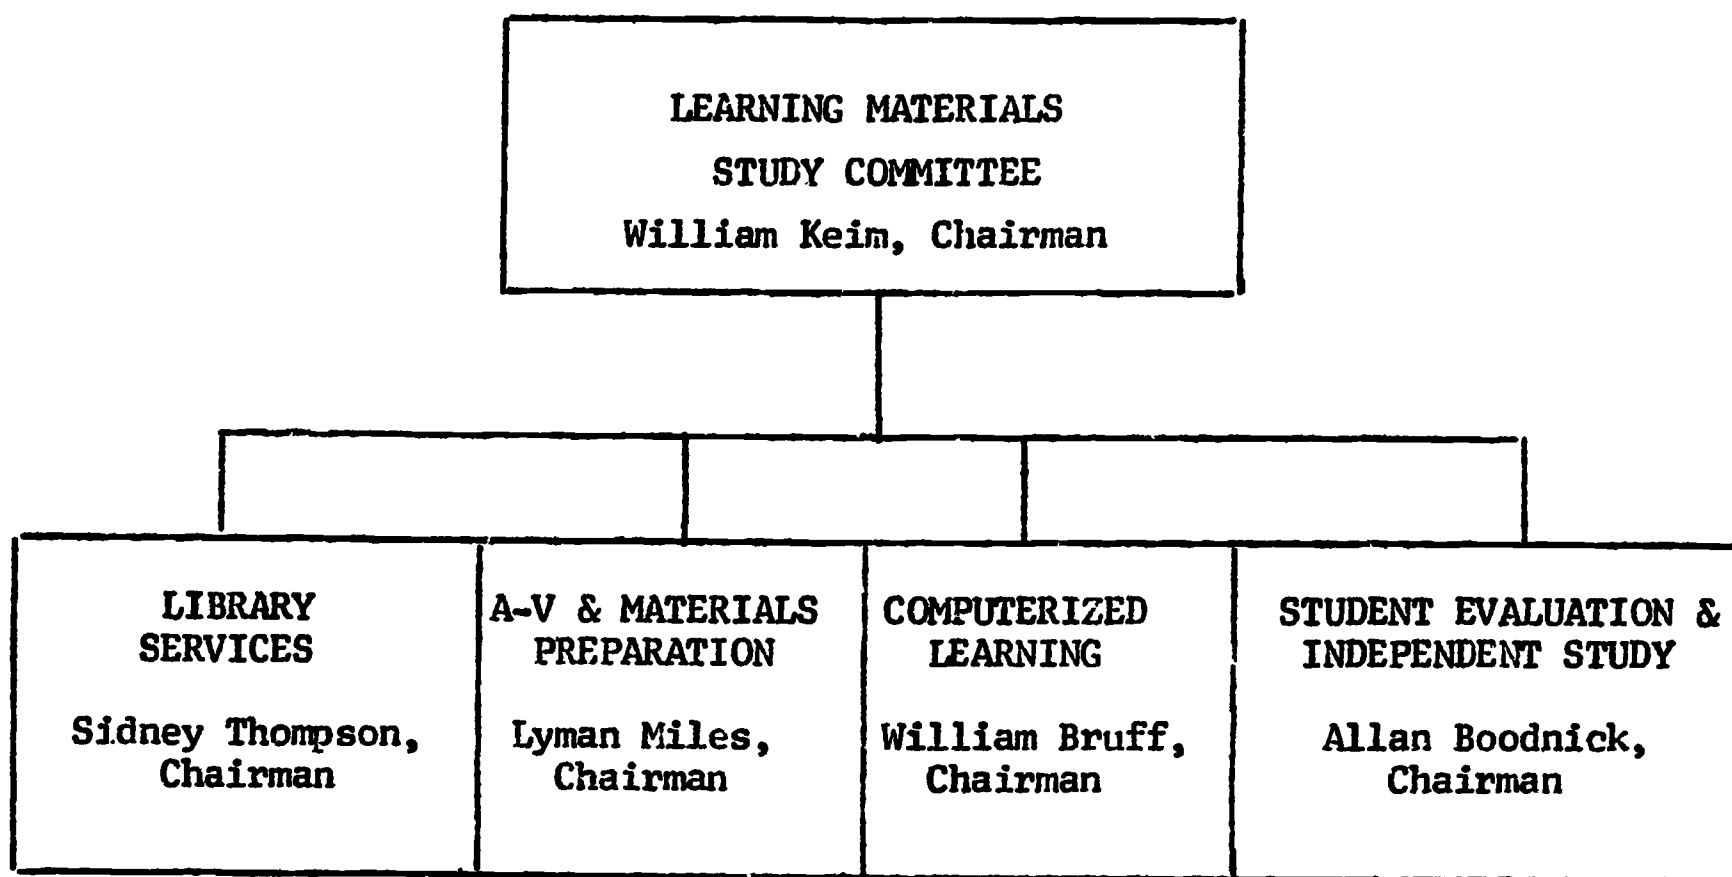 LEARNING MATERIALS
STUDY COMMITTEE
William Keim, Chairman
LIBRARY
SERVICES
Sidney Thompson,
Chairman
A-V & MATERIALS
PREPARATION
Lyman Miles,
Chairman
COMPUTERIZED
LEARNING
William Bruff,
Chairman
STUDENT EVALUATION &
INDEPENDENT STUDY
Allan Boodnick,
Chairman